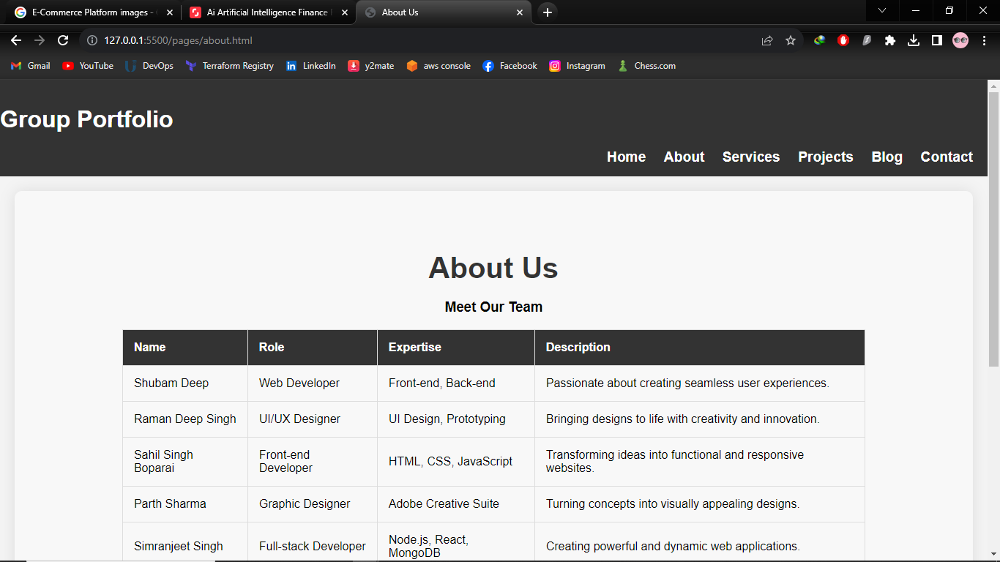 E-Commerce Platform images -
Ai Artificial Intelligence Finance
About Us
127.0.0.1:5500/pages/about.html
Gmail YouTube DevOps Terraform Registry LinkedIn y2mate aws console Facebook Instagram Chess.com
Group Portfolio
Home About Services Projects Blog Contact
About Us
Meet Our Team
Name Role Expertise Description
Shubam Deep Web Developer Front-end, Back-end Passionate about creating seamless user experiences.
Raman Deep Singh UI/UX Designer UI Design, Prototyping Bringing designs to life with creativity and innovation.
Sahil Singh
Boparai
Front-end
Developer
HTML, CSS, JavaScript
Transforming ideas into functional and responsive
websites.
Parth Sharma Graphic Designer Adobe Creative Suite Turning concepts into visually appealing designs.
Simranjeet Singh Full-stack Developer
Node.js, React,
MongoDB
Creating powerful and dynamic web applications.